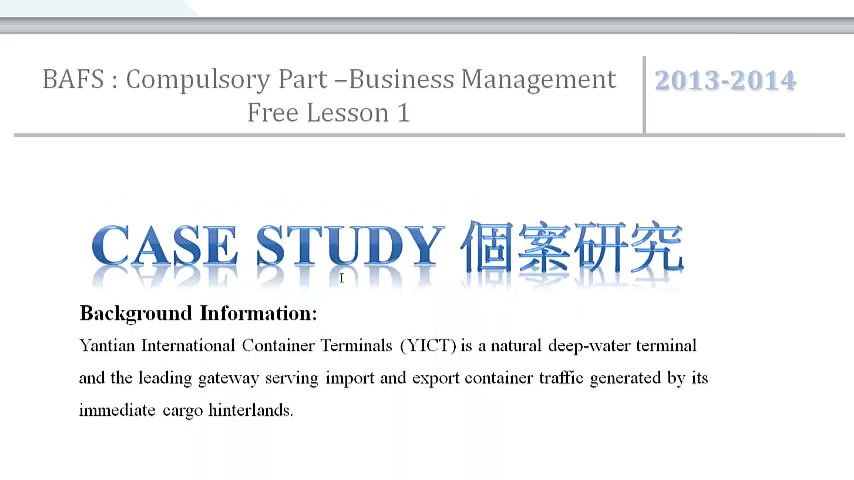 BAFS : Compulsory Part –Business Management
Free Lesson 1
2013-2014
CASE STUDY 個案研究
Background Information:
Yantian International Container Terminals (YICT) is a natural deep-water terminal
and the leading gateway serving import and export container traffic generated by its
immediate cargo hinterlands.